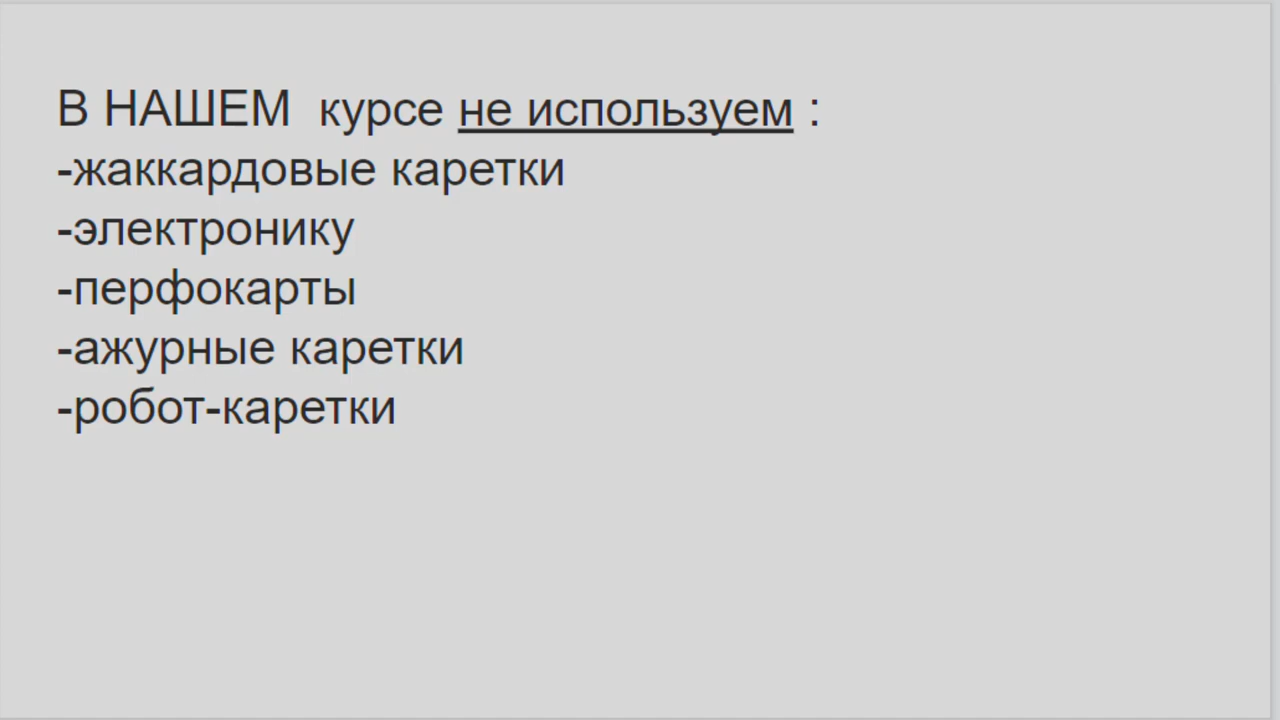 В НАШЕМ  курсе не используем :
-жаккардовые каретки
-электронику
-перфокарты
-ажурные каретки
-робот-каретки